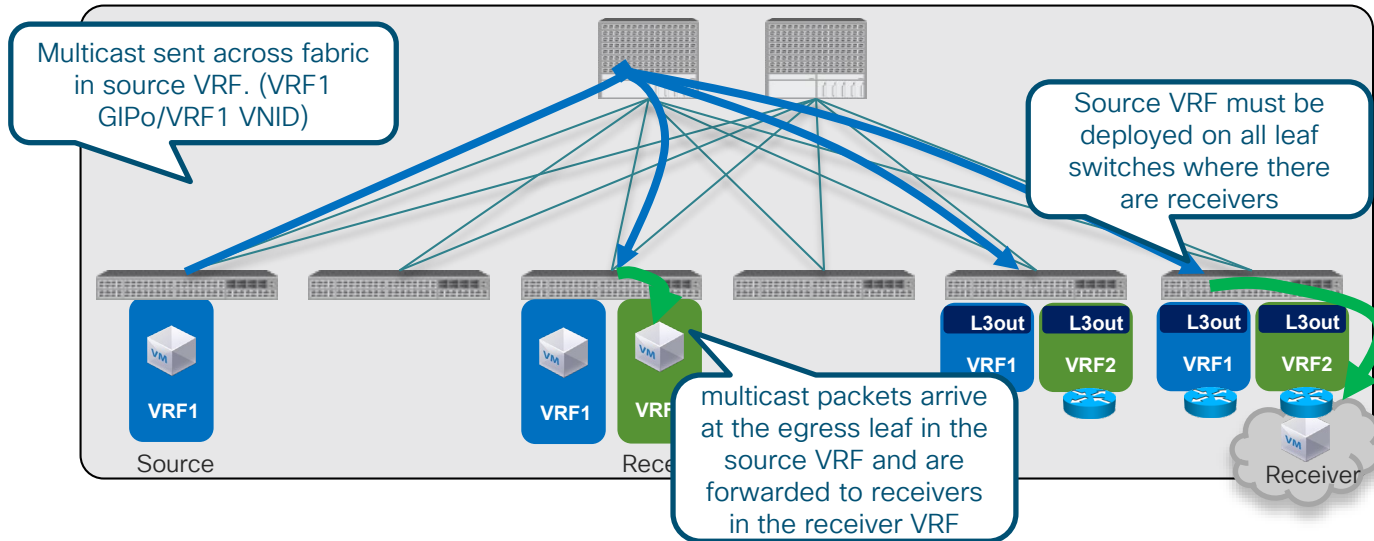 Multicast sent across fabric
in source VRF. (VRF1
GIPo/VRF1 VNID)
Source VRF must be
deployed on all leaf
switches where there
are receivers
VM
VRF1
Source
VM
VRF1
VM
multicast packets arrive
at the egress leaf in the
source VRF and are
forwarded to receivers
in the receiver VRF
L3out
VRF1
L3out
VRF2
L3out
VRF1
L3out
VRF2
VM
Receiver